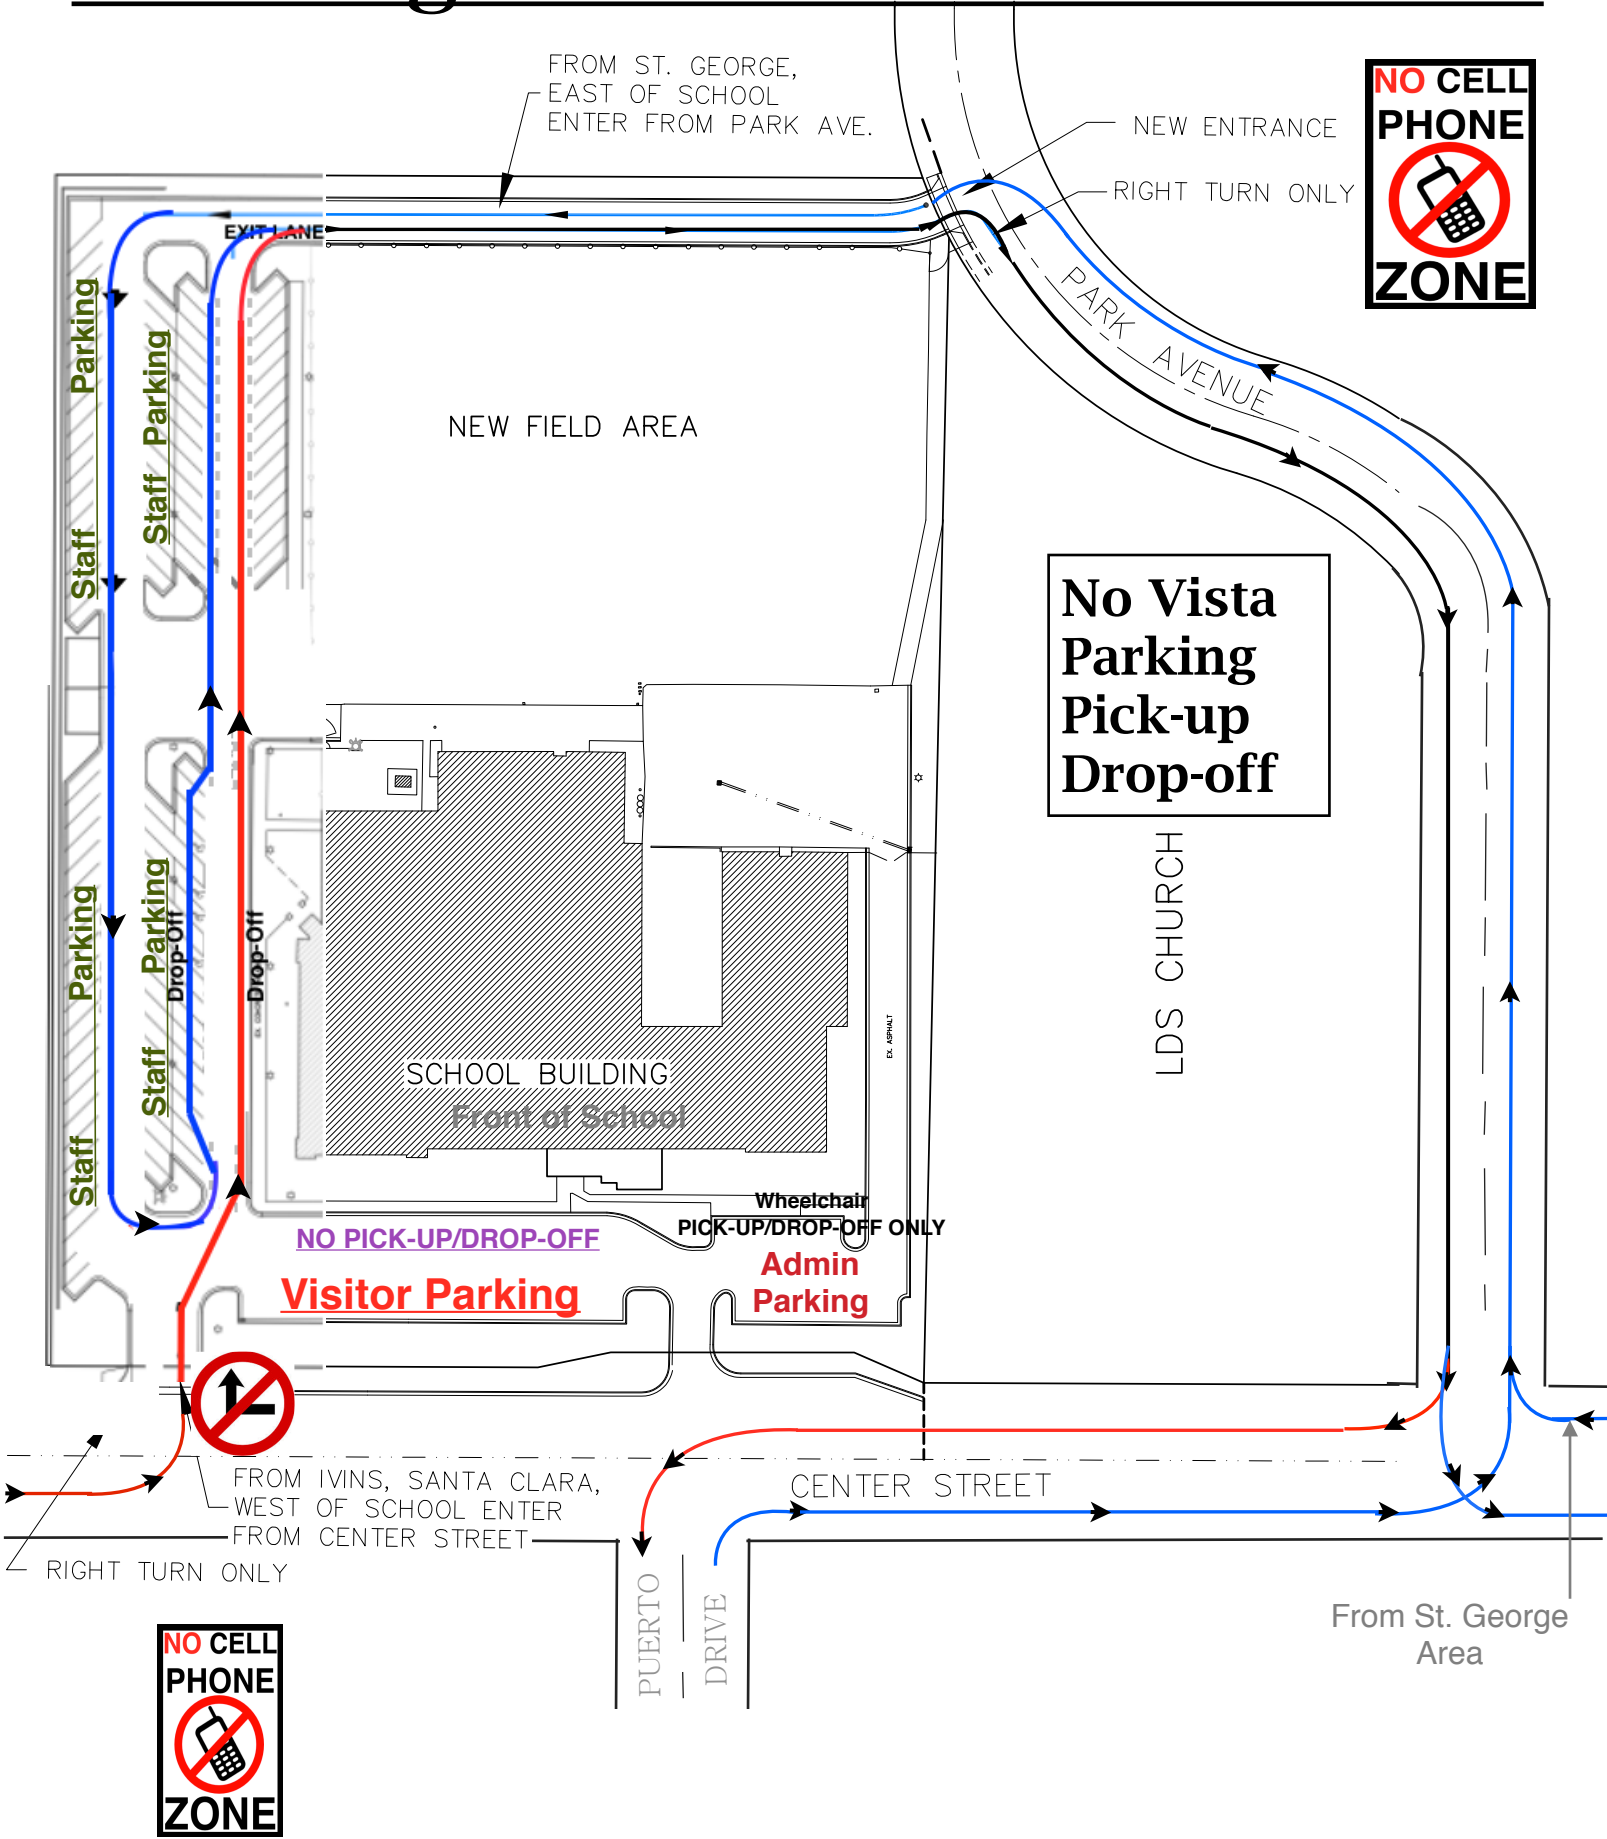 FROM ST. GEORGE,
EAST OF SCHOOL
ENTER FROM PARK AVE.
NO CELL
PHONE
ZONE
NEW ENTRANCE
RIGHT TURN ONLY
EXIT LANE
PARK AVENUE
Staff Parking
Staff Parking
NEW FIELD AREA
No Vista
Parking
Pick-up
Drop-off
LDS CHURCH
Staff Parking
Staff Parking
Drop-Off
Drop-Off
EX. ASPHALT
SCHOOL BUILDING
Front of School
Wheelchair
PICK-UP/DROP-OFF ONLY
NO PICK-UP/DROP-OFF
Visitor Parking
Admin
Parking
CENTER STREET
FROM IVINS, SANTA CLARA,
WEST OF SCHOOL ENTER
FROM CENTER STREET
RIGHT TURN ONLY
PUERTO
DRIVE
From St. George
Area
NO CELL
PHONE
ZONE